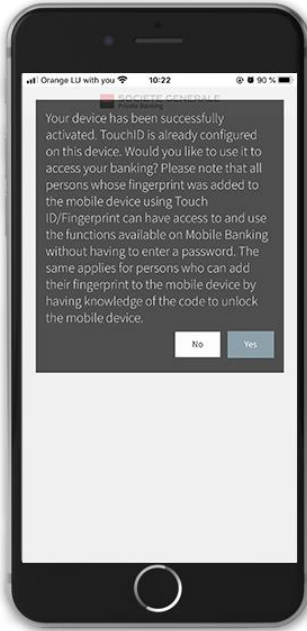 Orange LU with you 10:22 90 %
SOCIETE GENERALE
Private Banking
Your device has been successfully
activated. TouchID is already configured
on this device. Would you like to use it to
access your banking? Please note that all
persons whose fingerprint was added to
the mobile device using Touch
ID/Fingerprint can have access to and use
the functions available on Mobile Banking
without having to enter a password. The
same applies for persons who can add
their fingerprint to the mobile device by
having knowledge of the code to unlock
the mobile device.
No Yes